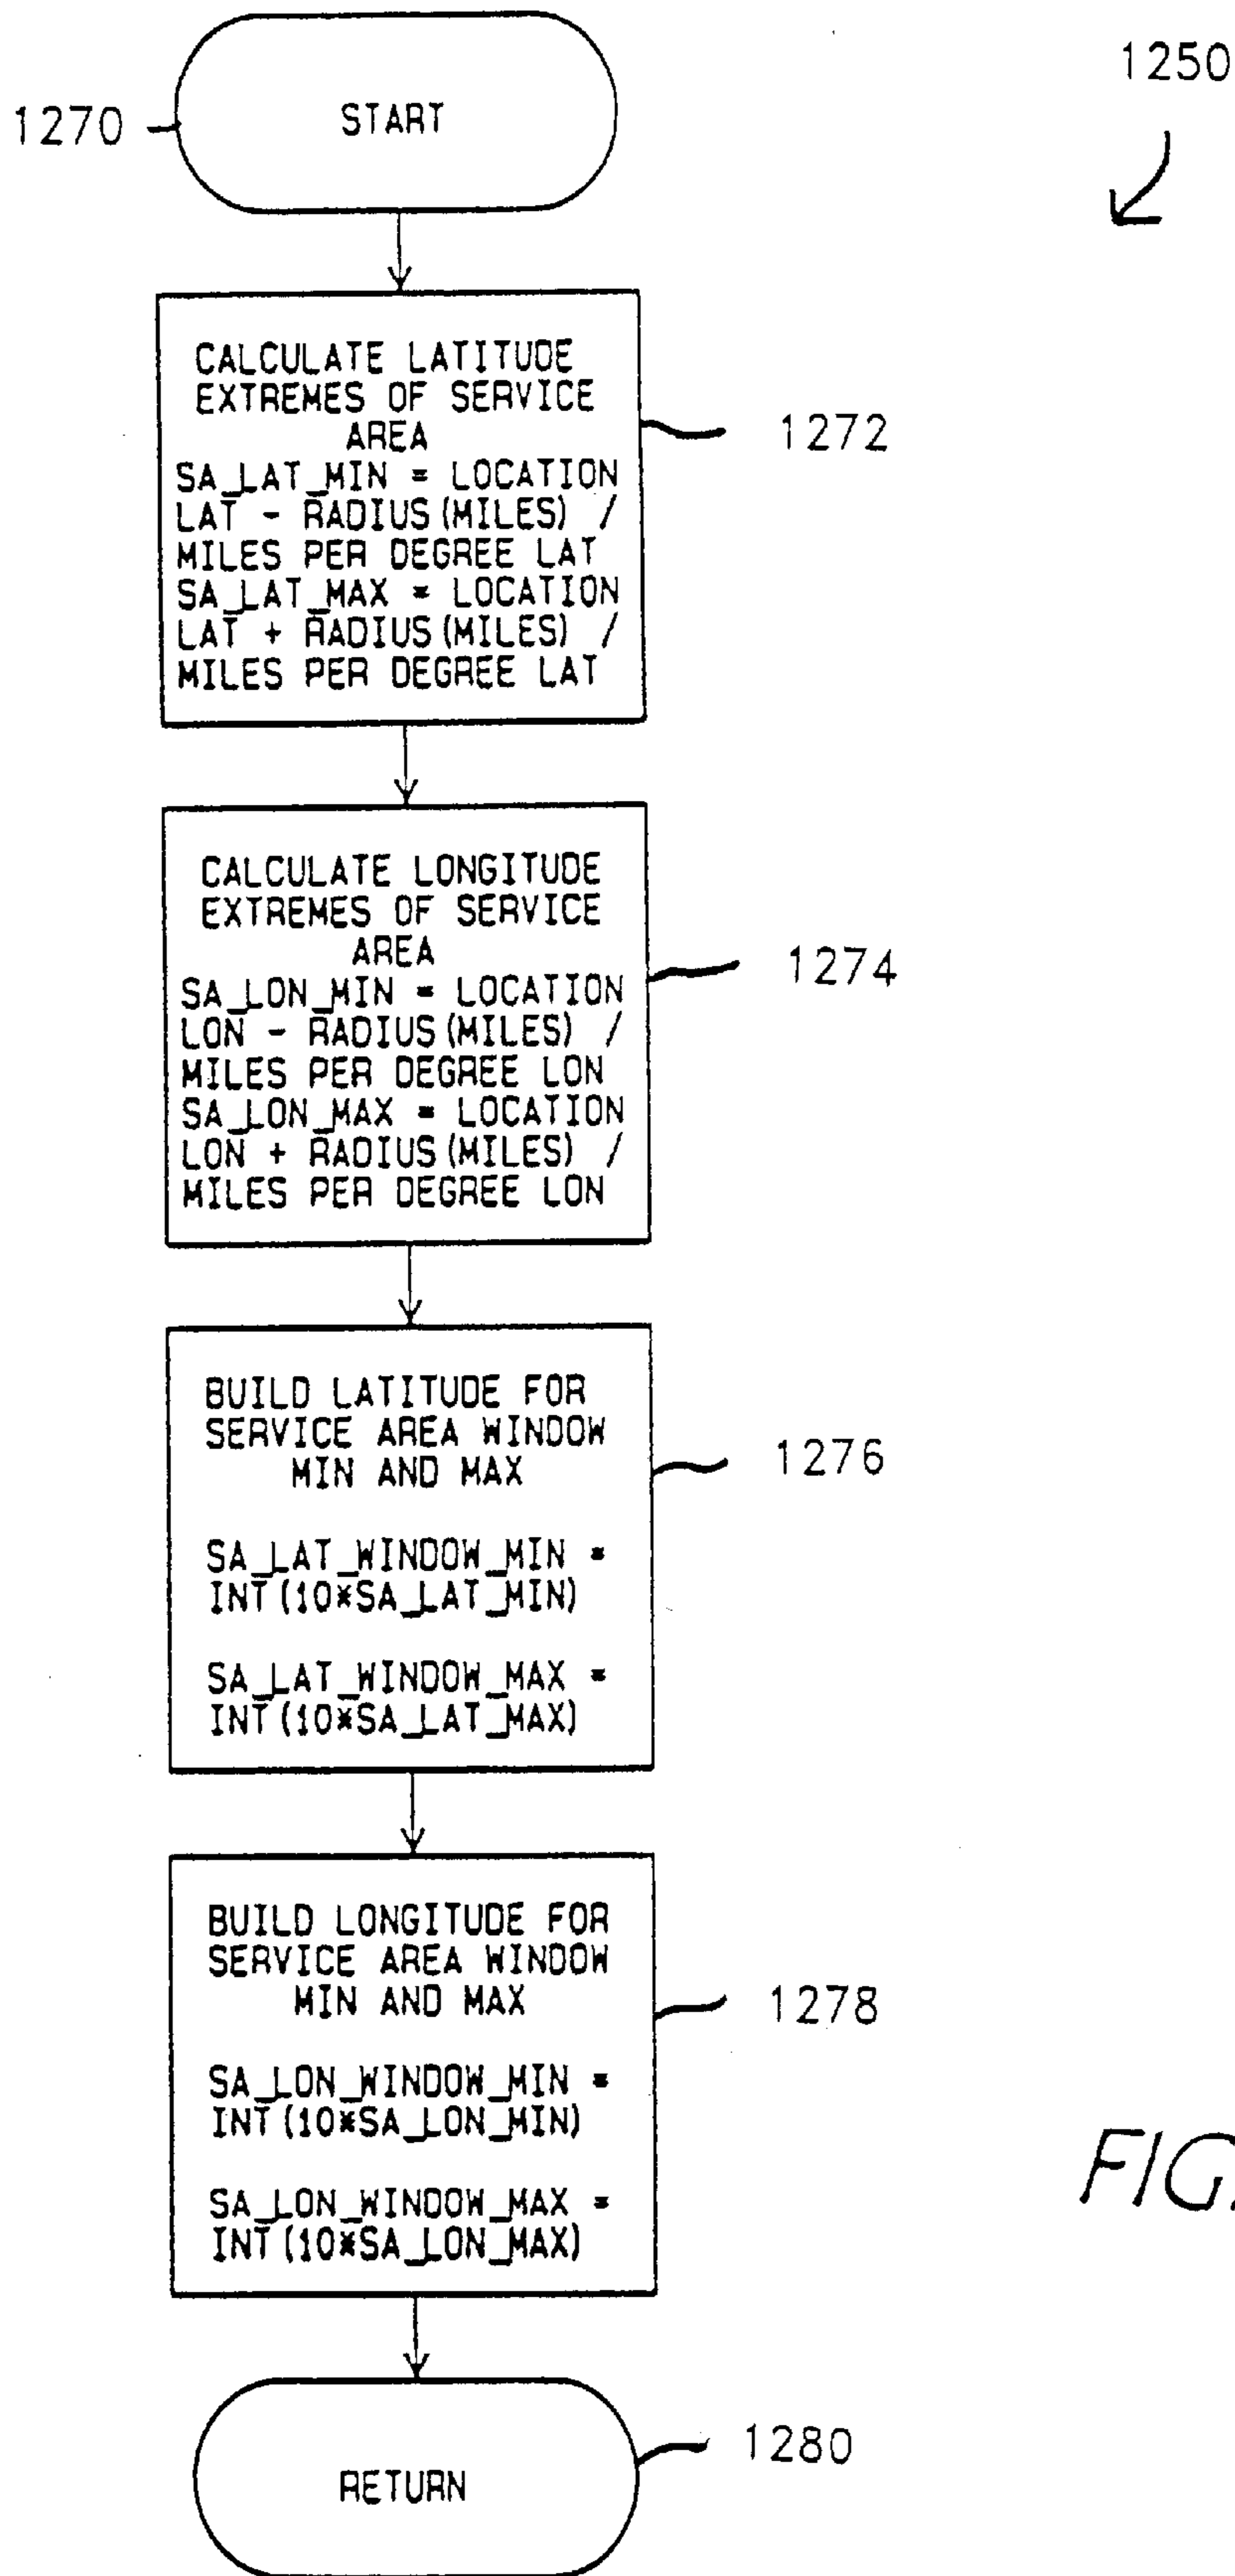 1250
1270
START
CALCULATE LATITUDE
EXTREMES OF SERVICE
AREA
SA_LAT_MIN = LOCATION
LAT - RADIUS(MILES) /
MILES PER DEGREE LAT
SA_LAT_MAX = LOCATION
LAT + RADIUS(MILES) /
MILES PER DEGREE LAT
1272
CALCULATE LONGITUDE
EXTREMES OF SERVICE
AREA
SA_LON_MIN = LOCATION
LON - RADIUS(MILES) /
MILES PER DEGREE LON
SA_LON_MAX = LOCATION
LON + RADIUS(MILES) /
MILES PER DEGREE LON
1274
BUILD LATITUDE FOR
SERVICE AREA WINDOW
MIN AND MAX
SA_LAT_WINDOW_MIN =
INT(10*SA_LAT_MIN)
SA_LAT_WINDOW_MAX =
INT(10*SA_LAT_MAX)
1276
BUILD LONGITUDE FOR
SERVICE AREA WINDOW
MIN AND MAX
SA_LON_WINDOW_MIN =
INT(10*SA_LON_MIN)
SA_LON_WINDOW_MAX =
INT(10*SA_LON_MAX)
1278
FIG.
RETURN
1280